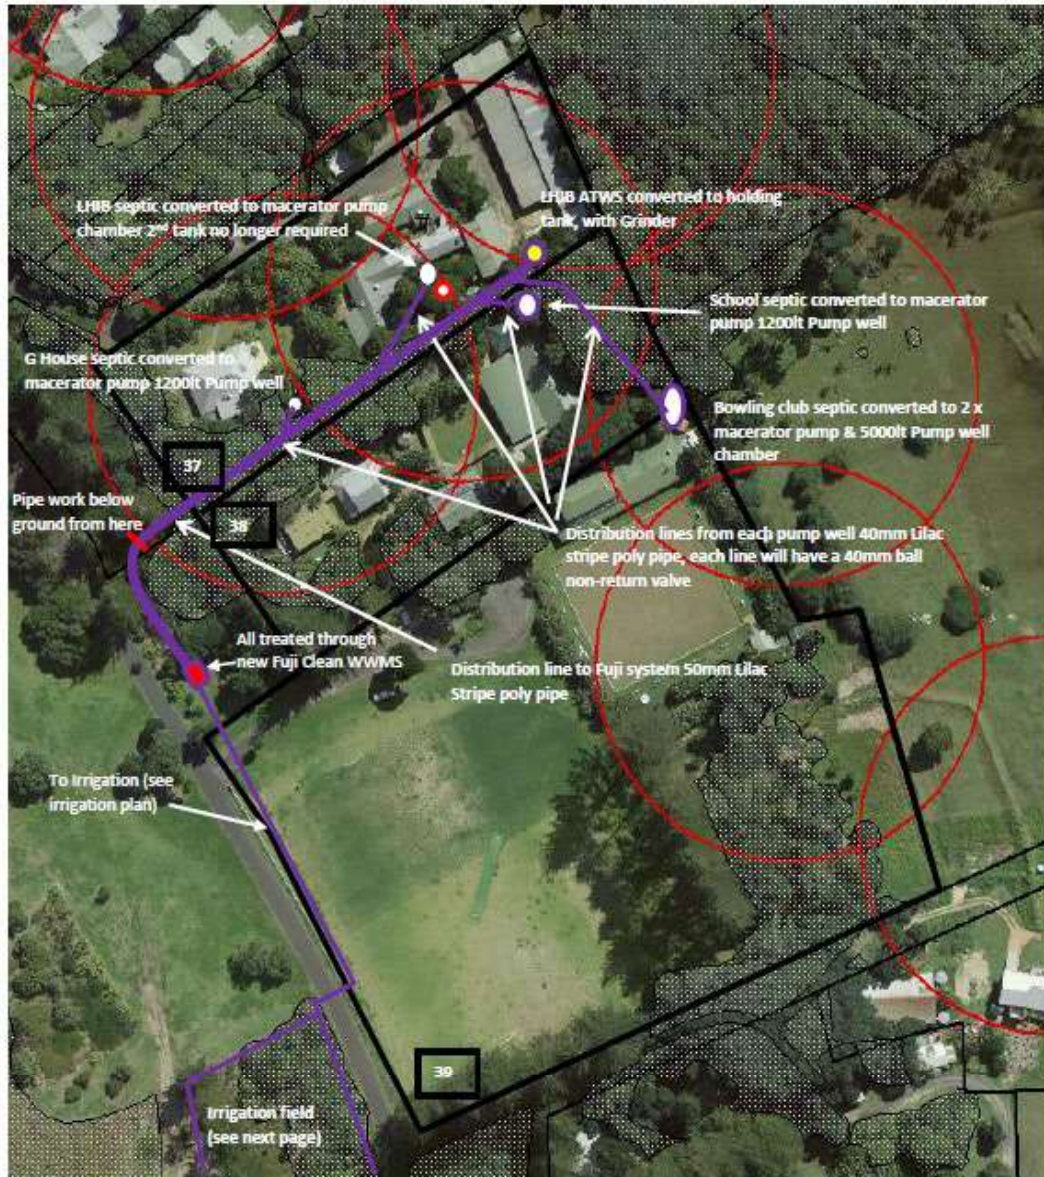 LHIB septic converted to macerator pump
chamber 2nd tank no longer required
LHIB ATWS converted to holding
tank, with Grinder
School septic converted to macerator
pump 1200lt Pump well
G House septic converted to
macerator pump 1200lt Pump well
Bowling club septic converted to 2 x
macerator pump & 5000lt Pump well
chamber
37
Pipe work below
ground from here
38
Distribution lines from each pump well 40mm Lilac
stripe poly pipe, each line will have a 40mm ball
non-return valve
All treated through
new Fuji Clean WWMS
Distribution line to Fuji system 50mm Lilac
Stripe poly pipe
To Irrigation (see
irrigation plan)
39
Irrigation field
(see next page)